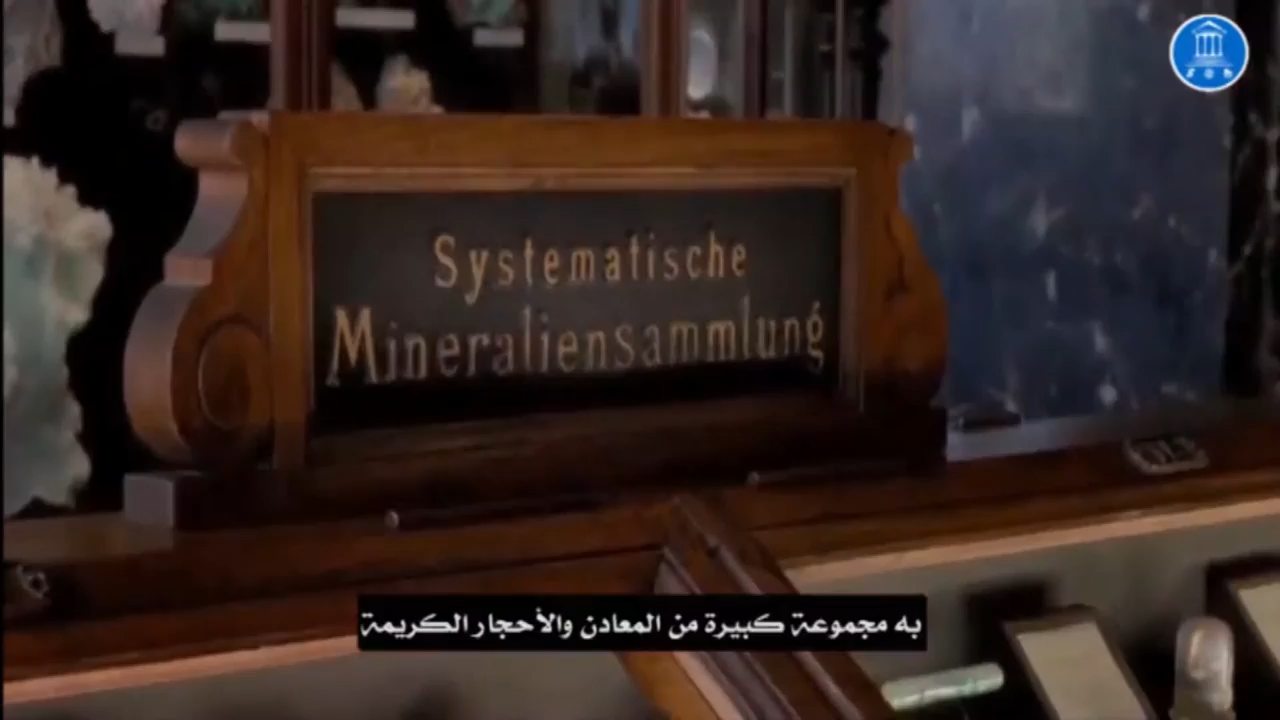 Systematische
Mineraliensammlung
به مجموعة كبيرة من المعادن والأحجار الكريمة